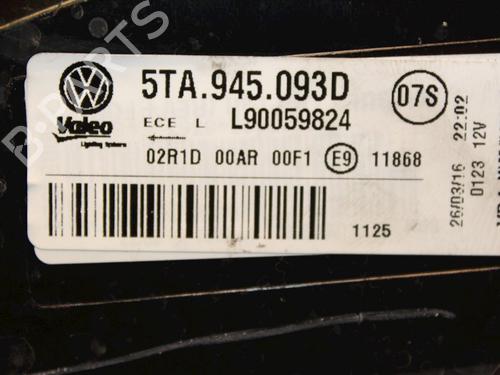 5TA.945.093D
07S
Valeo
Lighting Systems
ECE L L90059824
02R1D 00AR 00F1 E9 11868
1125
26/03/16 22:02
D123 12V
B-PARTS